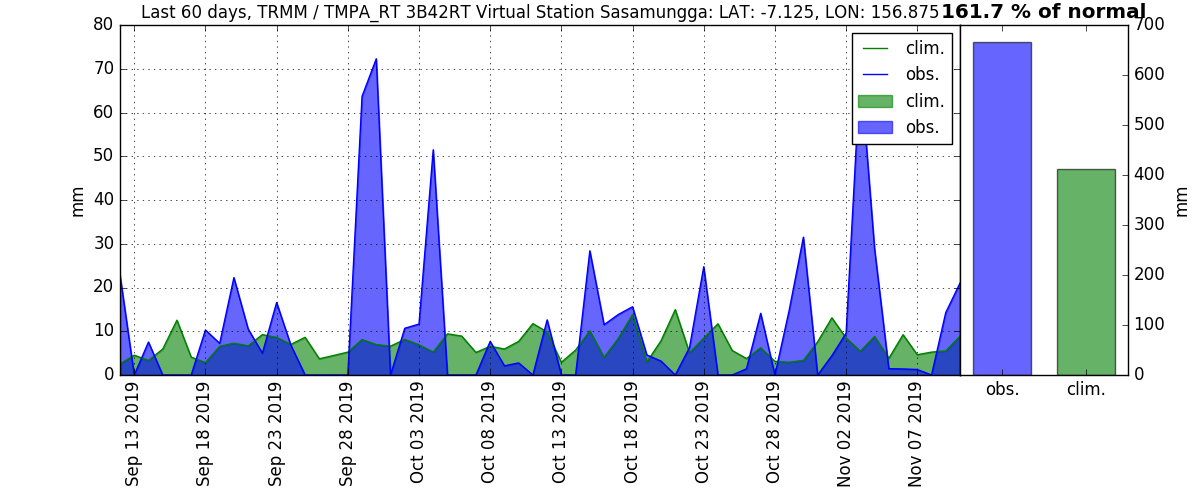 Last 60 days, TRMM / TMPA_RT 3B42RT Virtual Station Sasamungga: LAT: -7.125, LON: 156.875
161.7 % of normal
80
70
60
50
40
30
20
10
0
mm
clim.
obs.
clim.
obs.
Sep 13 2019
Sep 18 2019
Sep 23 2019
Sep 28 2019
Oct 03 2019
Oct 08 2019
Oct 13 2019
Oct 18 2019
Oct 23 2019
Oct 28 2019
Nov 02 2019
Nov 07 2019
700
600
500
400
300
200
100
0
mm
obs.
clim.